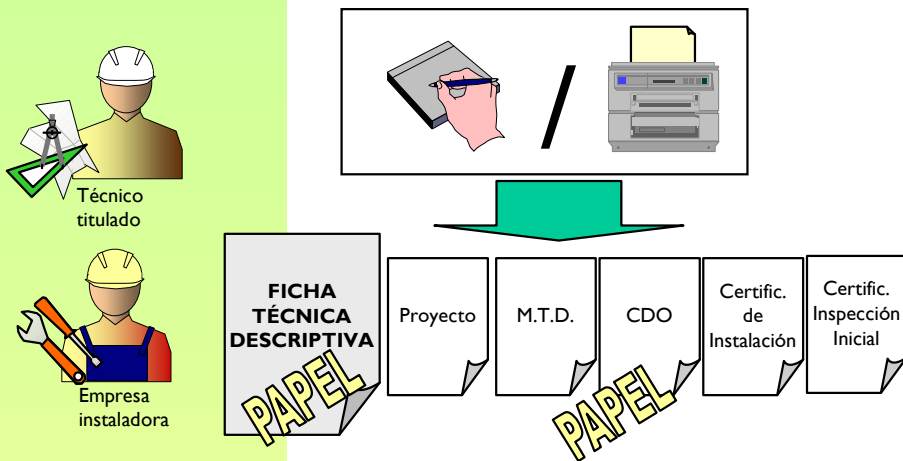 Técnico
titulado
Empresa
instaladora
FICHA
TÉCNICA
DESCRIPTIVA
PAPEL
Proyecto
M.T.D.
CDO
PAPEL
Certific.
de
Instalación
Certific.
Inspección
Inicial